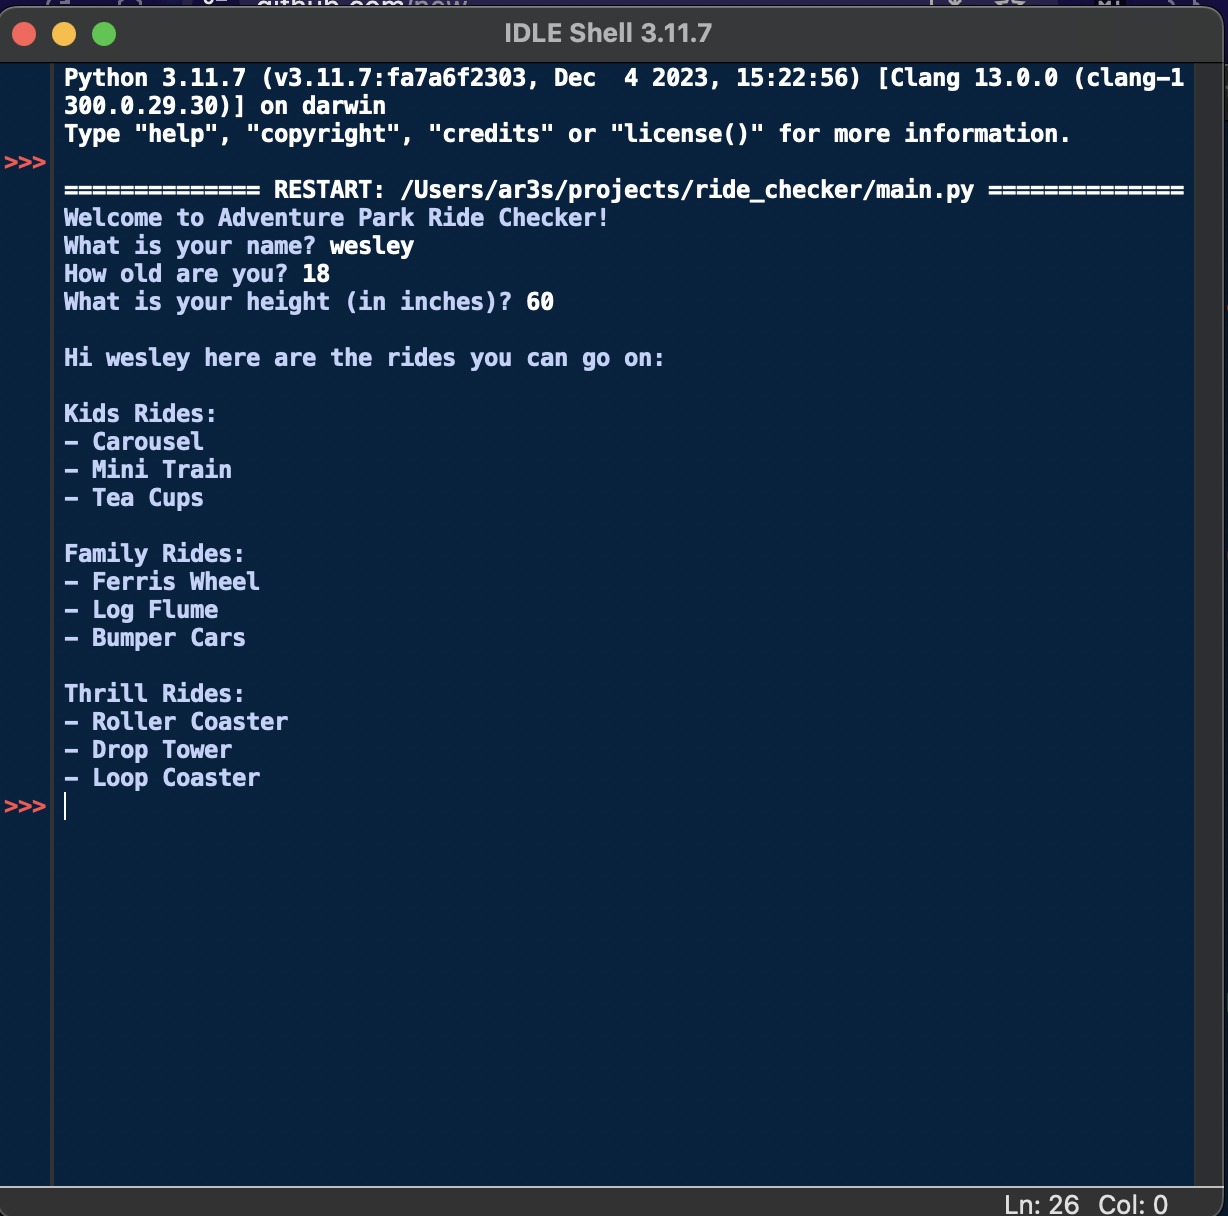 github.com/new
IDLE Shell 3.11.7
Python 3.11.7 (v3.11.7:fa7a6f2303, Dec  4 2023, 15:22:56) [Clang 13.0.0 (clang-1
300.0.29.30)] on darwin
Type "help", "copyright", "credits" or "license()" for more information.
>>>
============== RESTART: /Users/ar3s/projects/ride_checker/main.py ==============
Welcome to Adventure Park Ride Checker!
What is your name? wesley
How old are you? 18
What is your height (in inches)? 60
Hi wesley here are the rides you can go on:
Kids Rides:
- Carousel
- Mini Train
- Tea Cups
Family Rides:
- Ferris Wheel
- Log Flume
- Bumper Cars
Thrill Rides:
- Roller Coaster
- Drop Tower
- Loop Coaster
>>>
Ln: 26 Col: 0